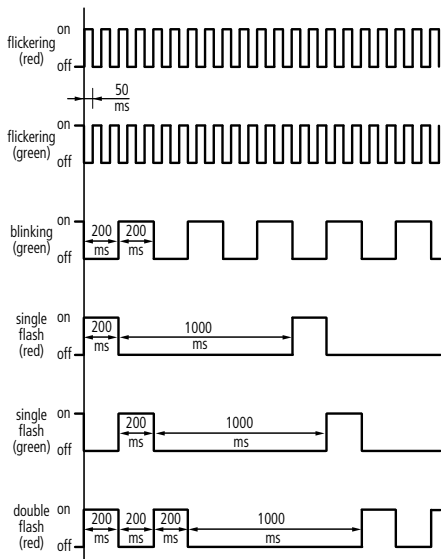 on
flickering
(red)
off
50
ms
on
flickering
(green)
off
on
blinking
(green)
off
200
ms
200
ms
on
single
flash
(red)
off
200
ms
1000
ms
on
single
flash
(green)
off
200
ms
1000
ms
on
double
flash
(red)
off
200
ms
200
ms
200
ms
1000
ms